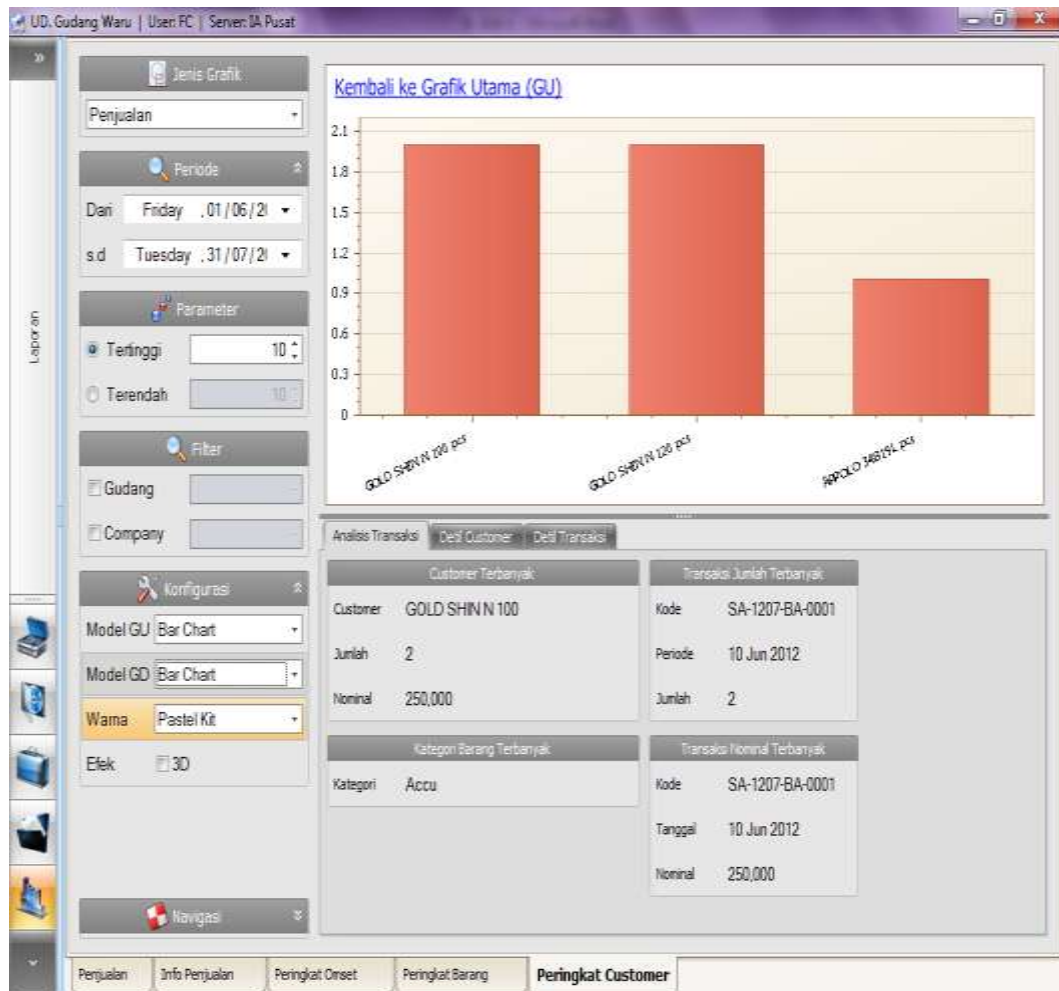 UD. Gudang Waru | User: FC | Server: IA Pusat
Laporan
Jenis Grafik
Penjualan
Periode
Dari Friday ,01/06/2
s.d Tuesday ,31/07/2
Parameter
Tertinggi 10
Terendah 10
Filter
Gudang
Company
Konfigurasi
Model GU Bar Chart
Model GD Bar Chart
Warna Pastel Kit
Efek 3D
Navigasi
Kembali ke Grafik Utama (GU)
2.1
1.8
1.5
1.2
0.9
0.6
0.3
0
GOLD SHIN N 100 pcs
GOLD SHIN N 120 pcs
Analisis Transaksi Detil Customer Detil Transaksi
Customer Terbanyak
Customer GOLD SHIN N 100
Jumlah 2
Nominal 250,000
Kategori Barang Terbanyak
Kategori Accu
Transaksi Jumlah Terbanyak
Kode SA-1207-BA-0001
Periode 10 Jun 2012
Jumlah 2
Transaksi Nominal Terbanyak
Kode SA-1207-BA-0001
Tanggal 10 Jun 2012
Nominal 250,000
Penjualan Info Penjualan Peringkat Omset Peringkat Barang Peringkat Customer